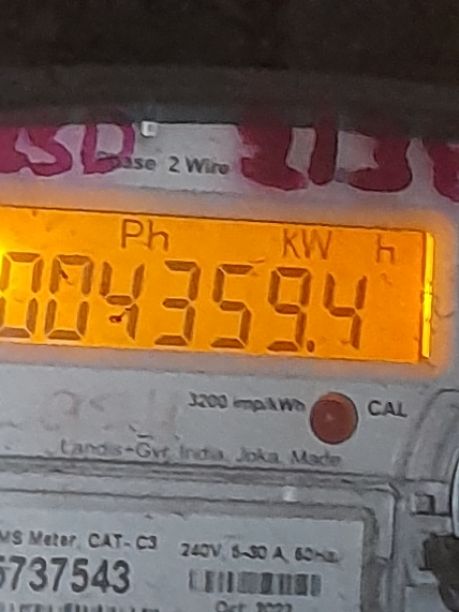 2 Wire
Ph KW h
004359.4
3200 imp/kWh CAL
Landis+Gyr, India, Joka, Made
MS Meter, CAT- C3
240V, 5-30 A, 50Hz
5737543
Oct